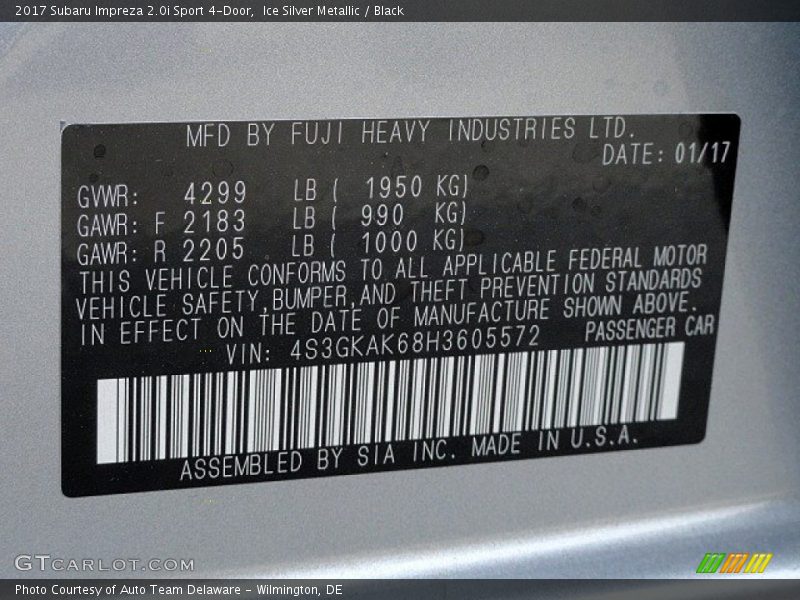 2017 Subaru Impreza 2.0i Sport 4-Door,  Ice Silver Metallic / Black
MFD BY FUJI HEAVY INDUSTRIES LTD.
DATE: 01/17
GVWR: 4299 LB ( 1950 KG)
GAWR: F 2183 LB ( 990 KG)
GAWR: R 2205 LB ( 1000 KG)
THIS VEHICLE CONFORMS TO ALL APPLICABLE FEDERAL MOTOR
VEHICLE SAFETY,BUMPER,AND THEFT PREVENTION STANDARDS
IN EFFECT ON THE DATE OF MANUFACTURE SHOWN ABOVE.
VIN: 4S3GKAK68H3605572 PASSENGER CAR
ASSEMBLED BY SIA INC. MADE IN U.S.A.
GTCARLOT.COM
Photo Courtesy of Auto Team Delaware - Wilmington, DE